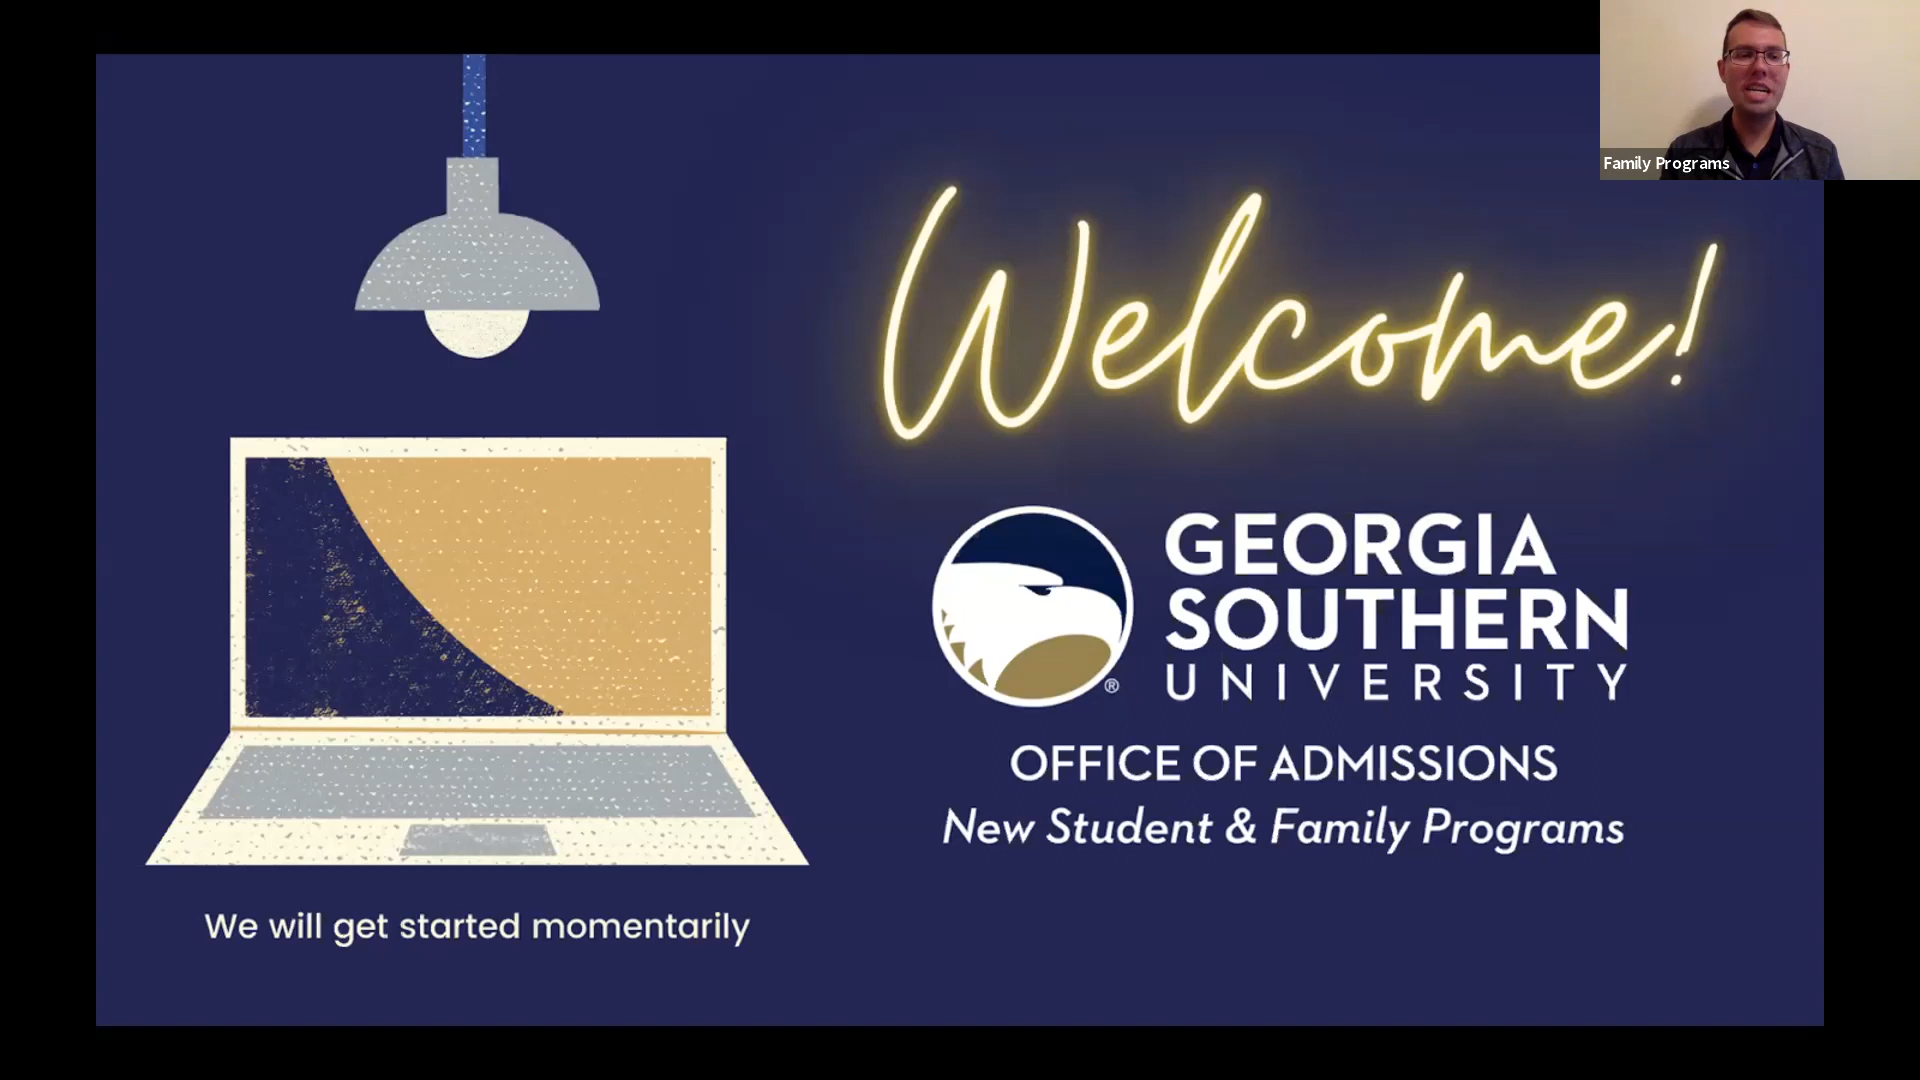 Family Programs
Welcome!
GEORGIA
SOUTHERN
UNIVERSITY
®
OFFICE OF ADMISSIONS
New Student & Family Programs
We will get started momentarily